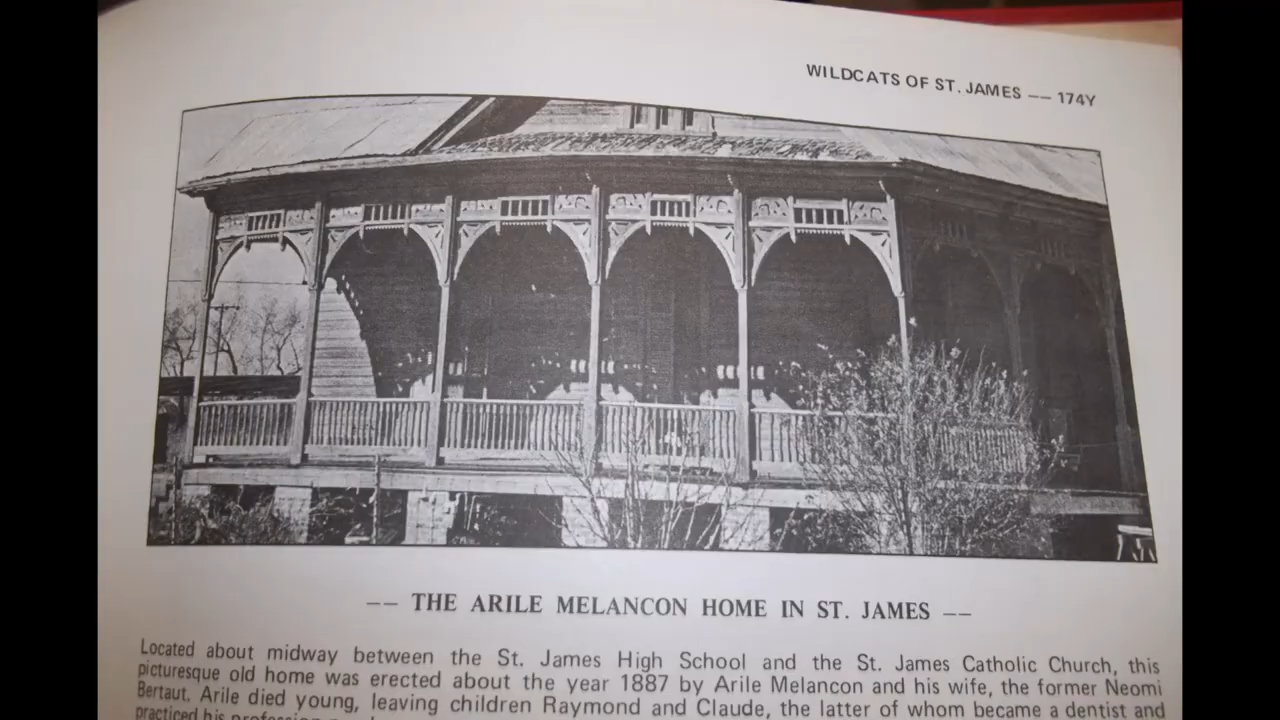 WILDCATS OF ST. JAMES -- 174Y
-- THE ARILE MELANCON HOME IN ST. JAMES --
Located about midway between the St. James High School and the St. James Catholic Church, this
picturesque old home was erected about the year 1887 by Arile Melancon and his wife, the former Neomi
Bertaut. Arile died young, leaving children Raymond and Claude, the latter of whom became a dentist and
practiced his profession